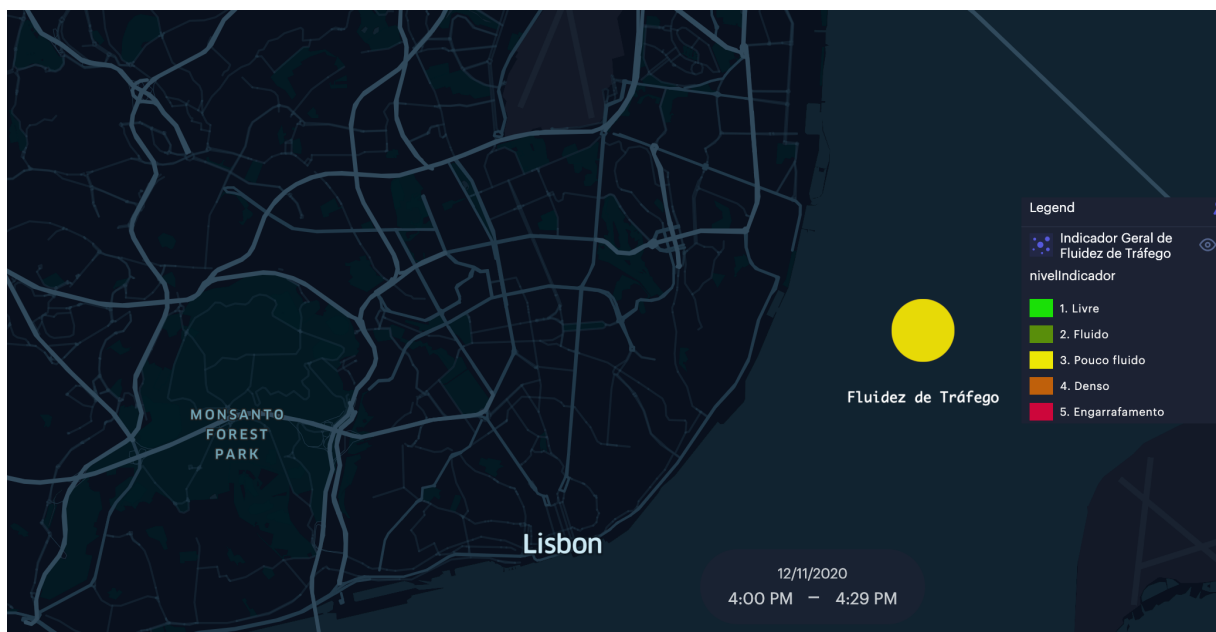 Legend
Indicador Geral de
Fluidez de Tráfego
nivelIndicador
1. Livre
2. Fluido
3. Pouco fluido
4. Denso
5. Engarrafamento
Fluidez de Tráfego
MONSANTO
FOREST
PARK
Lisbon
12/11/2020
4:00 PM – 4:29 PM